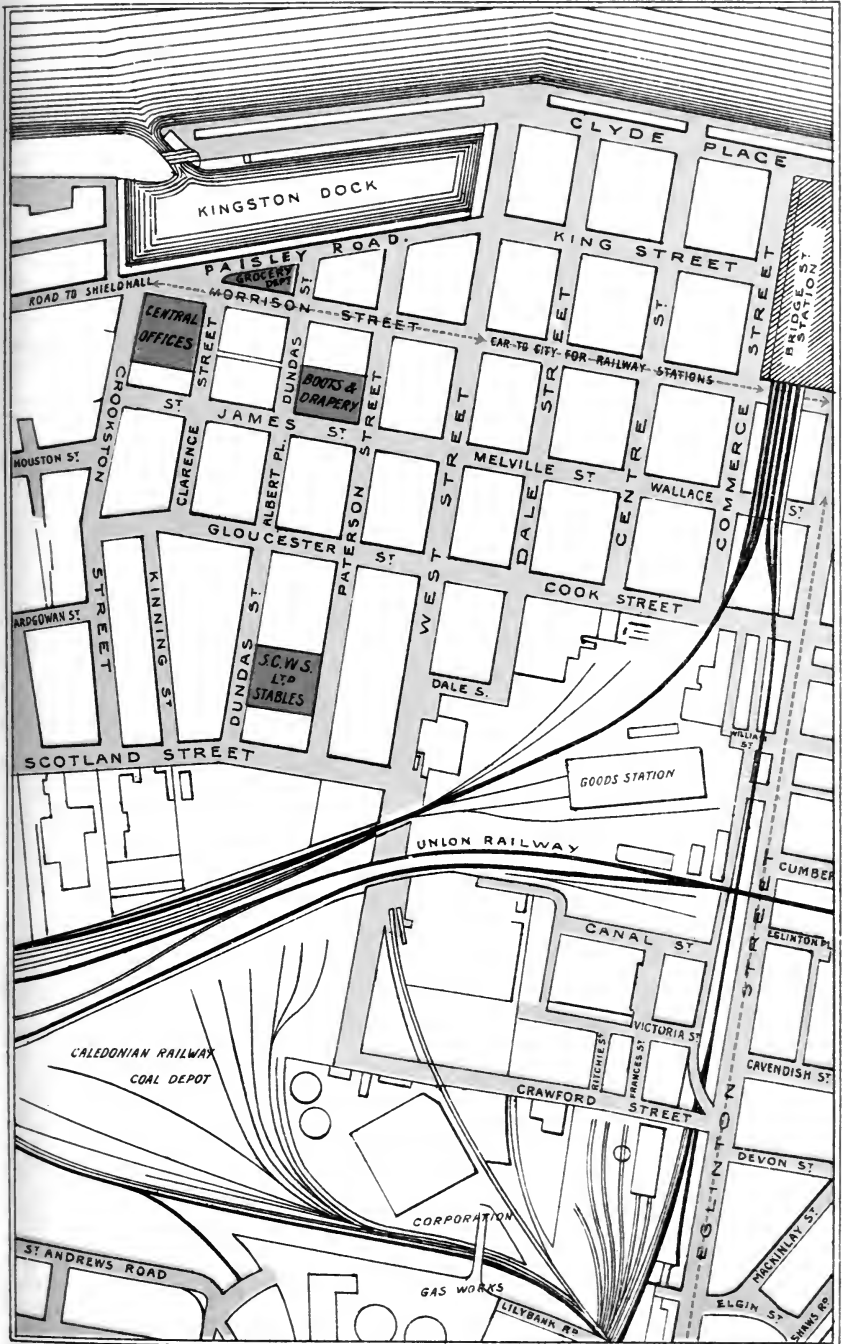 CLYDE PLACE
KINGSTON DOCK
KING STREET
BRIDGE ST
STATION
PAISLEY ROAD.
GROCERY
DEPT
ROAD TO SHIELDHALL
MORRISON STREET
CAR TO CITY FOR RAILWAY STATIONS
CENTRAL
OFFICES
CLARENCE STREET
DUNDAS ST
BOOTS &
DRAPERY
CROOKSTON STREET
ST JAMES ST
ALBERT PL.
PATERSON STREET
WEST STREET
DALE STREET
CENTRE ST
COMMERCE STREET
HOUSTON ST
MELVILLE ST
WALLACE ST
GLOUCESTER ST
COOK STREET
ARDGOWAN ST
KINNING ST
DUNDAS ST
S.C.W.S.
LTD
STABLES
DALE S.
WILLIAM
ST
SCOTLAND STREET
GOODS STATION
UNION RAILWAY
CUMBER
CANAL ST
EGLINTON PL
EGLINTON STREET
VICTORIA ST
RITCHIE ST
FRANCES ST
CALEDONIAN RAILWAY
COAL DEPOT
CAVENDISH ST
CRAWFORD STREET
DEVON ST
CORPORATION
GAS WORKS
ST ANDREWS ROAD
LILYBANK RD
MACKINLAY ST
ELGIN ST
SHAWS RD